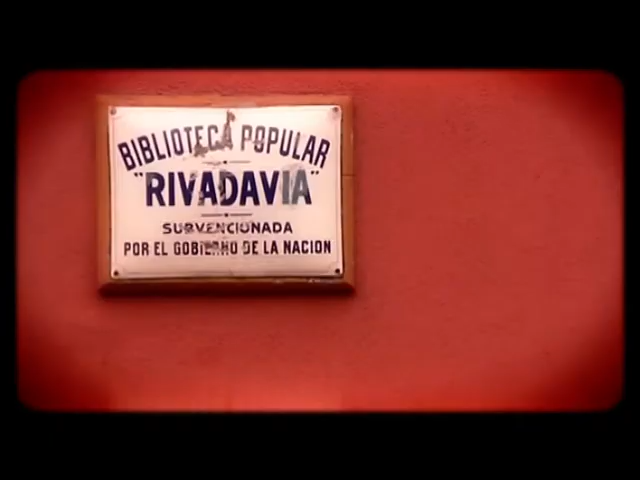 BIBLIOTECA POPULAR
"RIVADAVIA"
SUBVENCIONADA
POR EL GOBIERNO DE LA NACION